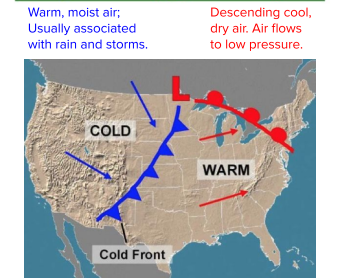 Warm, moist air;
Usually associated
with rain and storms.
Descending cool,
dry air. Air flows
to low pressure.
L
COLD
WARM
Cold Front